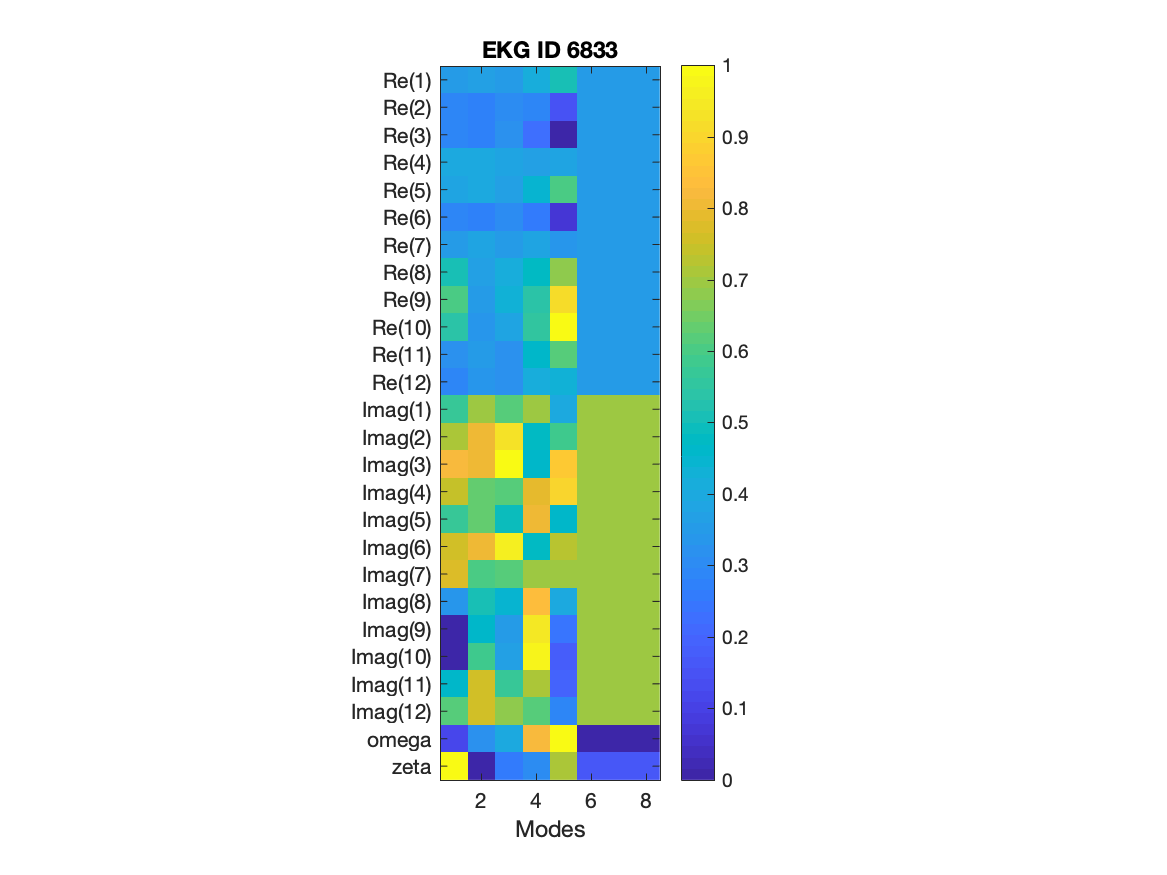 EKG ID 6833
Re(1)
Re(2)
Re(3)
Re(4)
Re(5)
Re(6)
Re(7)
Re(8)
Re(9)
Re(10)
Re(11)
Re(12)
Imag(1)
Imag(2)
Imag(3)
Imag(4)
Imag(5)
Imag(6)
Imag(7)
Imag(8)
Imag(9)
Imag(10)
Imag(11)
Imag(12)
omega
zeta
2 4 6 8
Modes
1
0.9
0.8
0.7
0.6
0.5
0.4
0.3
0.2
0.1
0